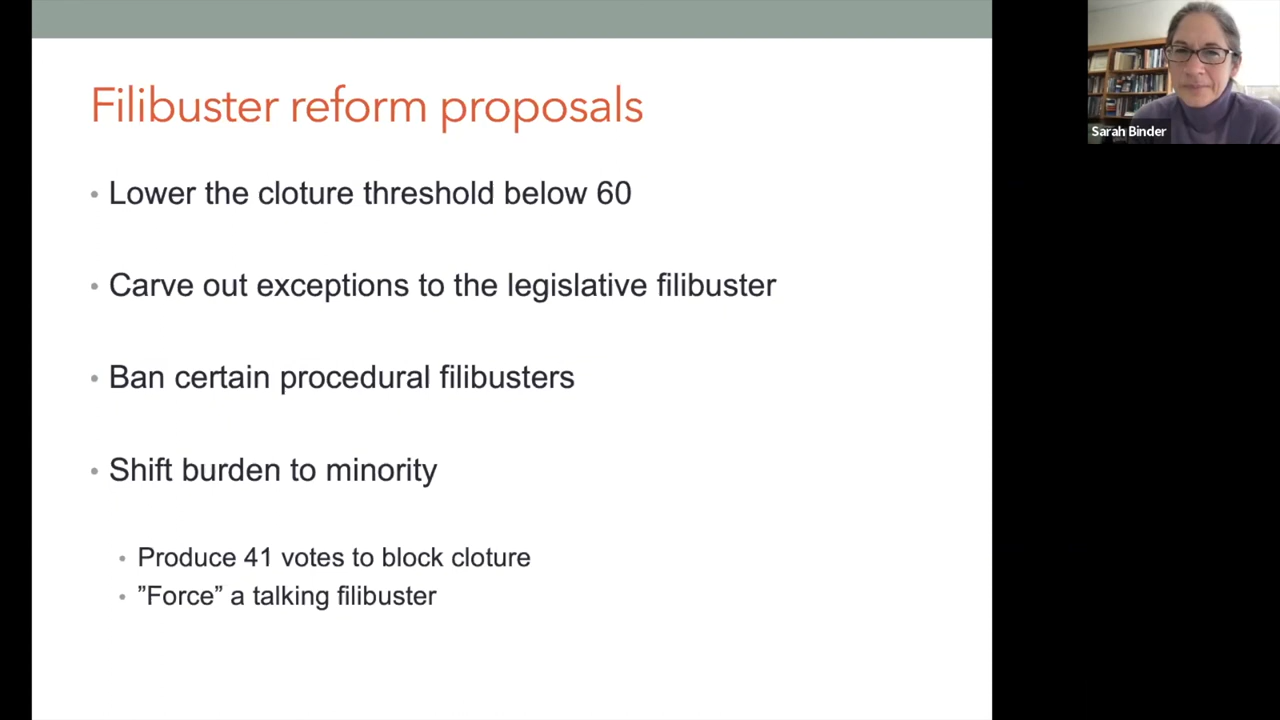 Filibuster reform proposals
• Lower the cloture threshold below 60
• Carve out exceptions to the legislative filibuster
• Ban certain procedural filibusters
• Shift burden to minority
• Produce 41 votes to block cloture
• ”Force” a talking filibuster
Sarah Binder